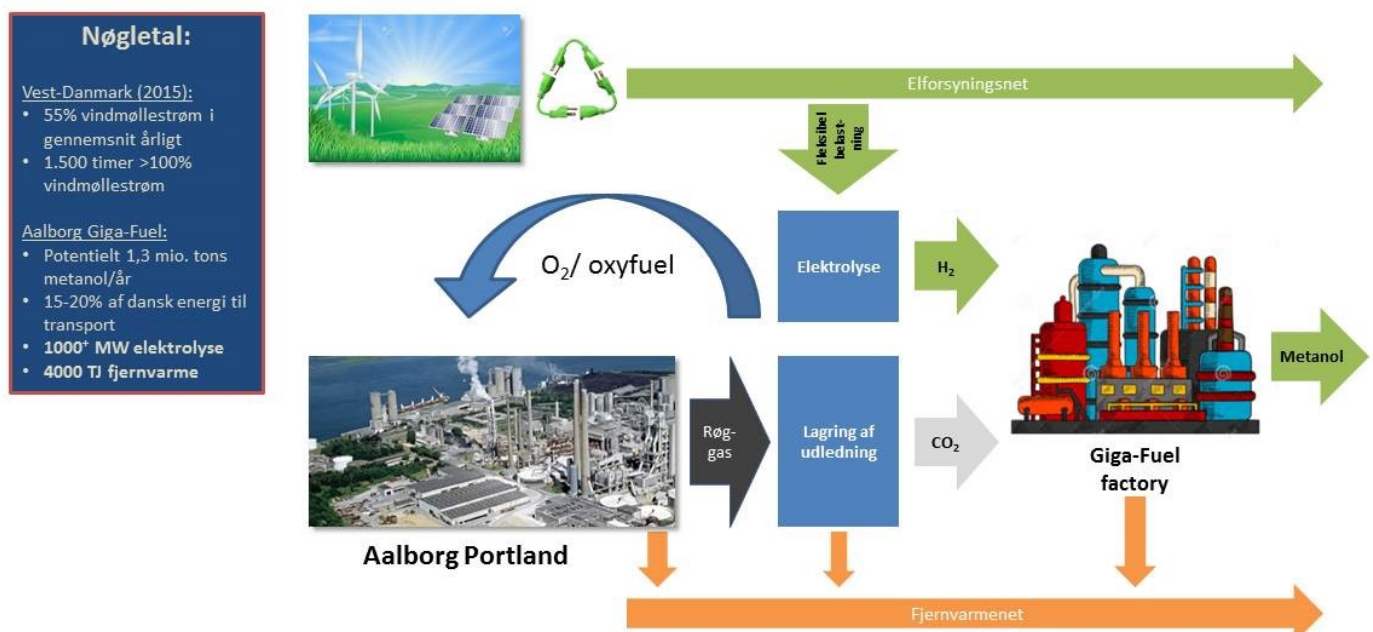 Nøgletal:
Vest-Danmark (2015):
• 55% vindmøllestrøm i
gennemsnit årligt
• 1.500 timer >100%
vindmøllestrøm
Aalborg Giga-Fuel:
• Potentielt 1,3 mio. tons
metanol/år
• 15-20% af dansk energi til
transport
• 1000⁺ MW elektrolyse
• 4000 TJ fjernvarme
Elforsyningsnet
Fleksibel
belast-
ning
O₂/ oxyfuel
Elektrolyse
H₂
Metanol
Røg-
gas
Lagring af
udledning
CO₂
Giga-Fuel
factory
Aalborg Portland
Fjernvarmenet